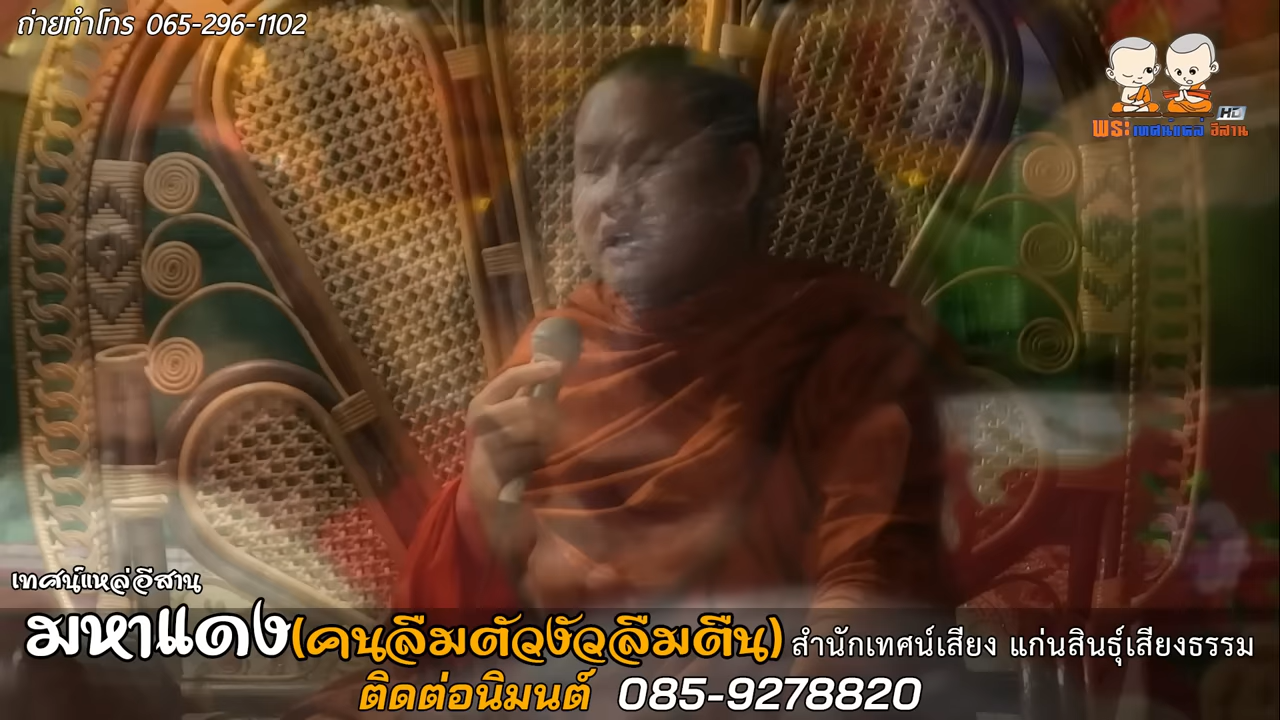 ถ่ายทำโทร 065-296-1102
HD
พระเทศน์แหล่ อีสาน
เทศน์แหล่อีสาน
มหาแดง(คนลืมตัวงัวลืมตืน) สำนักเทศน์เสียง แก่นสินธุ์เสียงธรรม
ติดต่อนิมนต์ 085-9278820